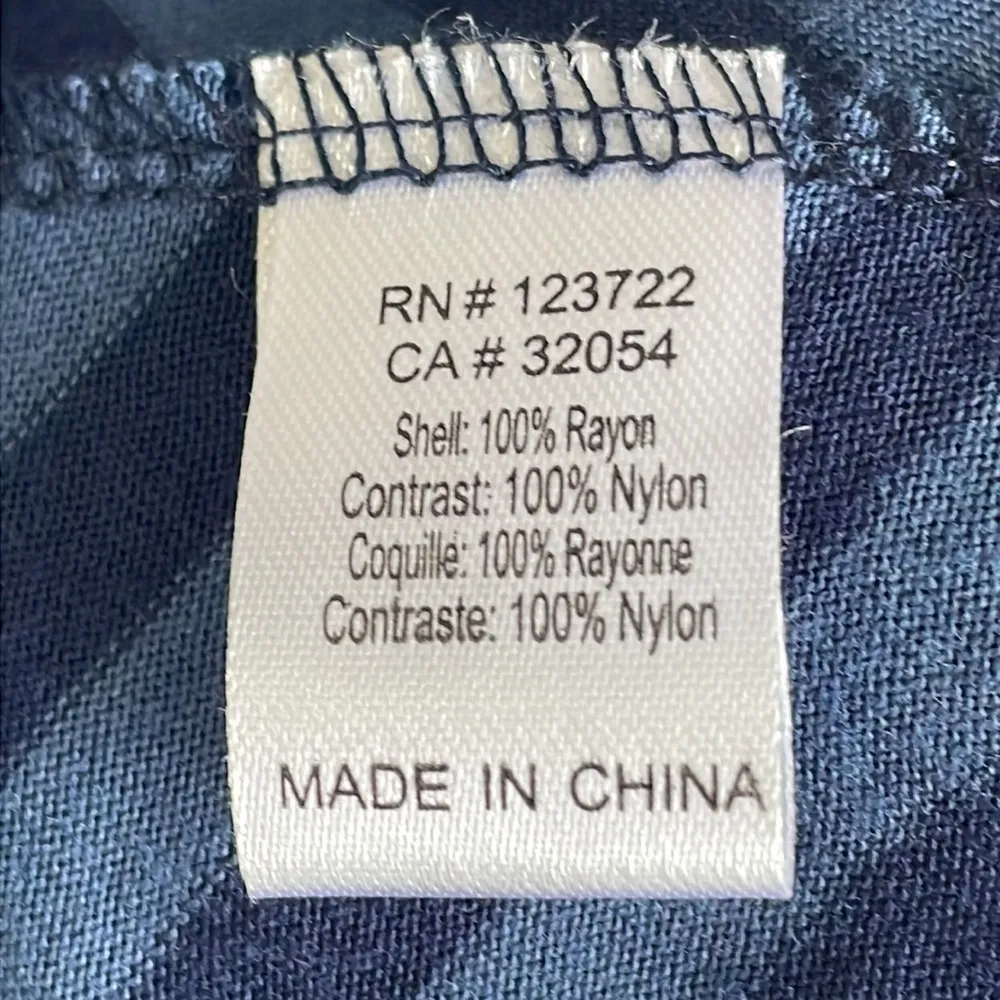 RN # 123722
CA # 32054
Shell: 100% Rayon
Contrast: 100% Nylon
Coquille: 100% Rayonne
Contraste: 100% Nylon
MADE IN CHINA